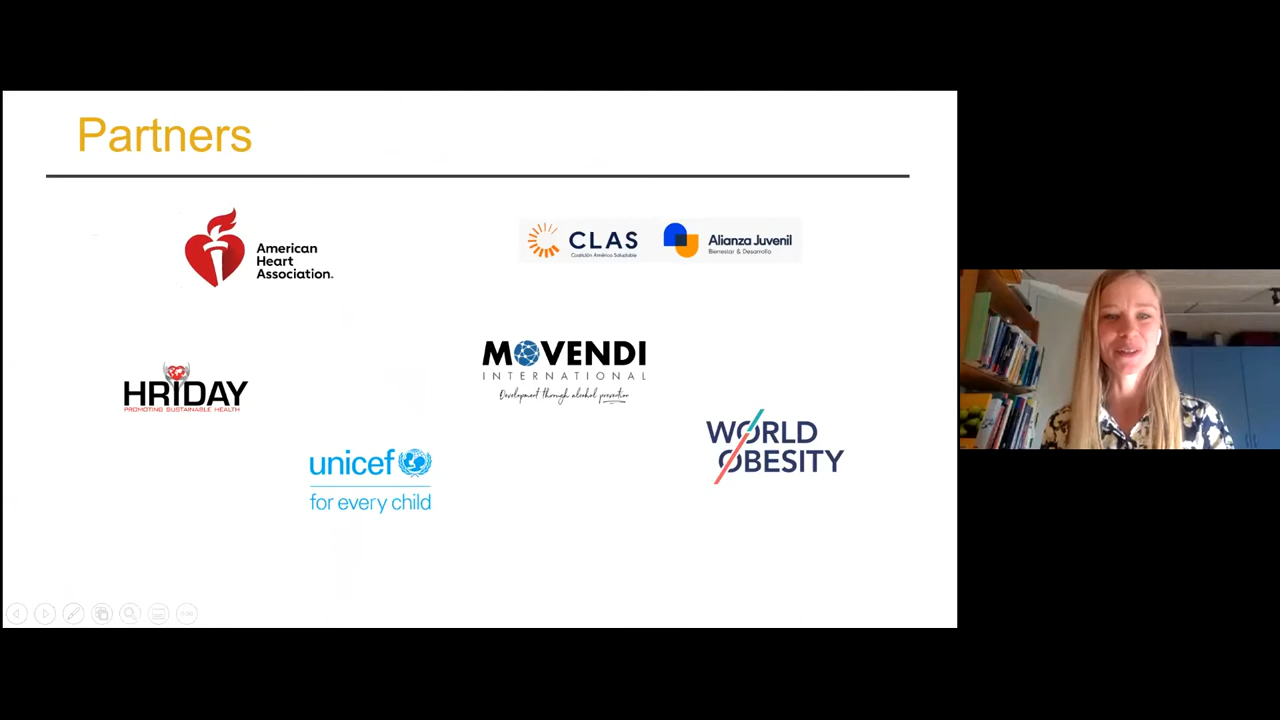 Partners
American
Heart
Association.
CLAS
Coalición América Saludable
Alianza Juvenil
Bienestar & Desarrollo
MOVENDI
INTERNATIONAL
Development through alcohol prevention
HRIDAY
PROMOTING SUSTAINABLE HEALTH
WORLD
OBESITY
unicef
for every child